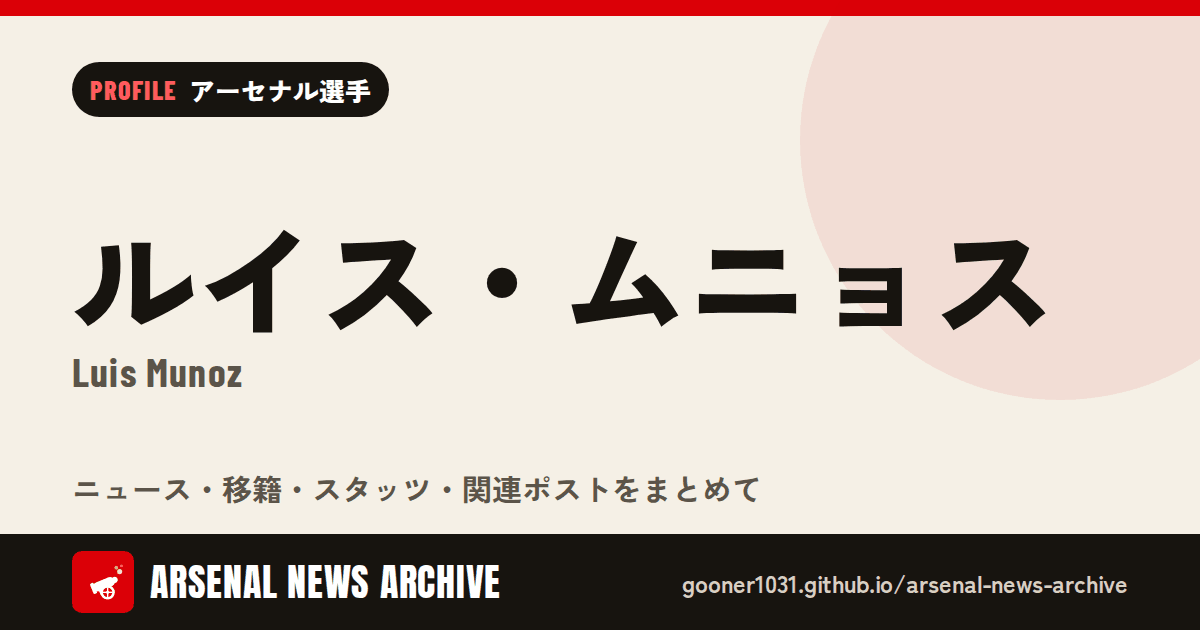 PROFILE アーセナル選手
ルイス・ムニョス
Luis Munoz
ニュース・移籍・スタッツ・関連ポストをまとめて
ARSENAL NEWS ARCHIVE
gooner1031.github.io/arsenal-news-archive